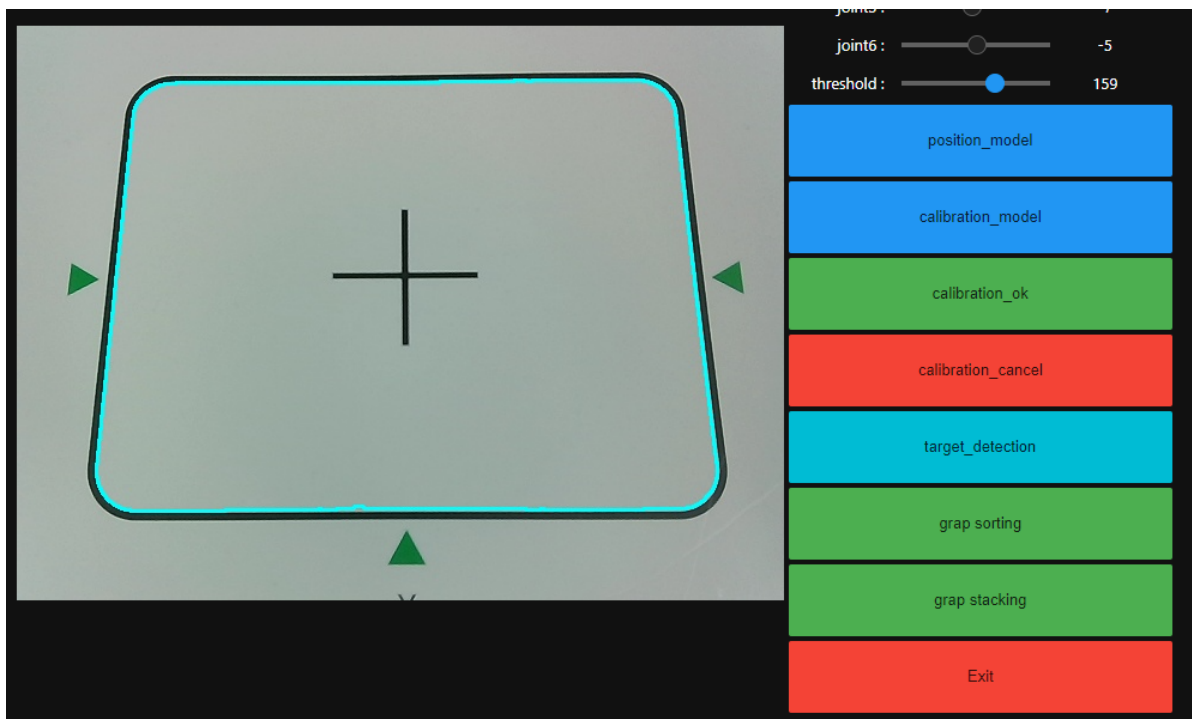 joint6 :
-5
threshold :
159
position_model
calibration_model
calibration_ok
calibration_cancel
target_detection
grap sorting
grap stacking
Exit